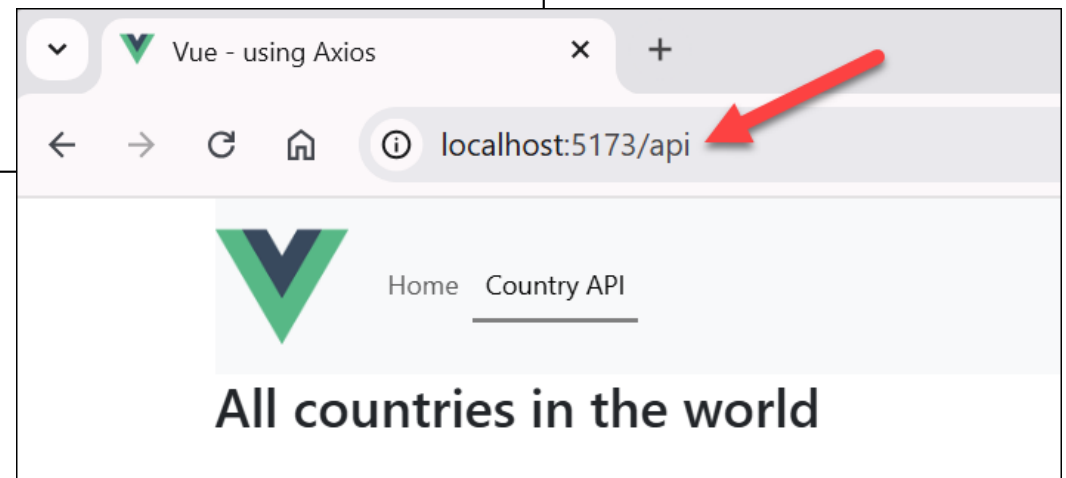 Vue - using Axios
localhost:5173/api
Home Country API
All countries in the world